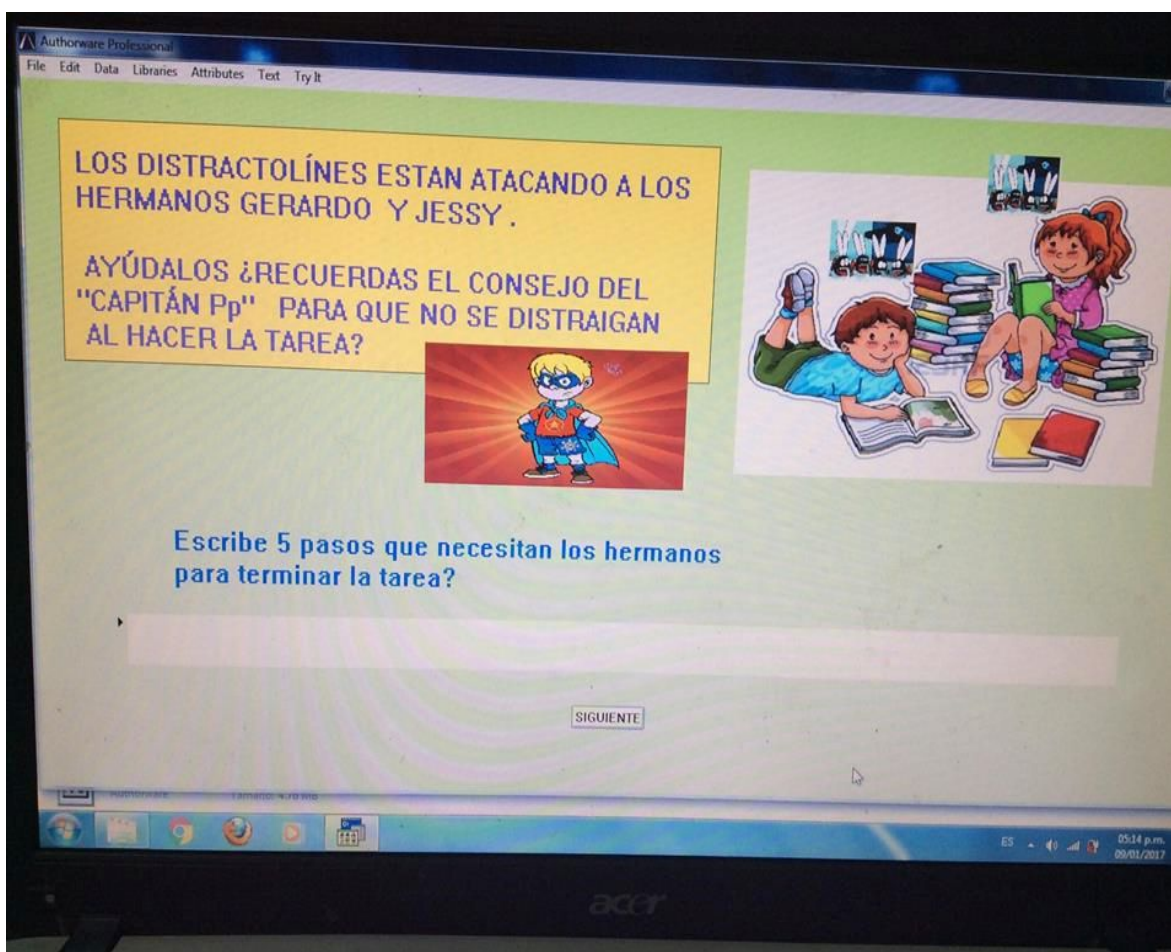 Authorware Professional
File Edit Data Libraries Attributes Text Try It
LOS DISTRACTOLÍNES ESTAN ATACANDO A LOS
HERMANOS GERARDO Y JESSY .
AYÚDALOS ¿RECUERDAS EL CONSEJO DEL
"CAPITÁN Pp" PARA QUE NO SE DISTRAIGAN
AL HACER LA TAREA?
Escribe 5 pasos que necesitan los hermanos
para terminar la tarea?
SIGUIENTE
ES
05:14 p.m.
09/01/2017
acer